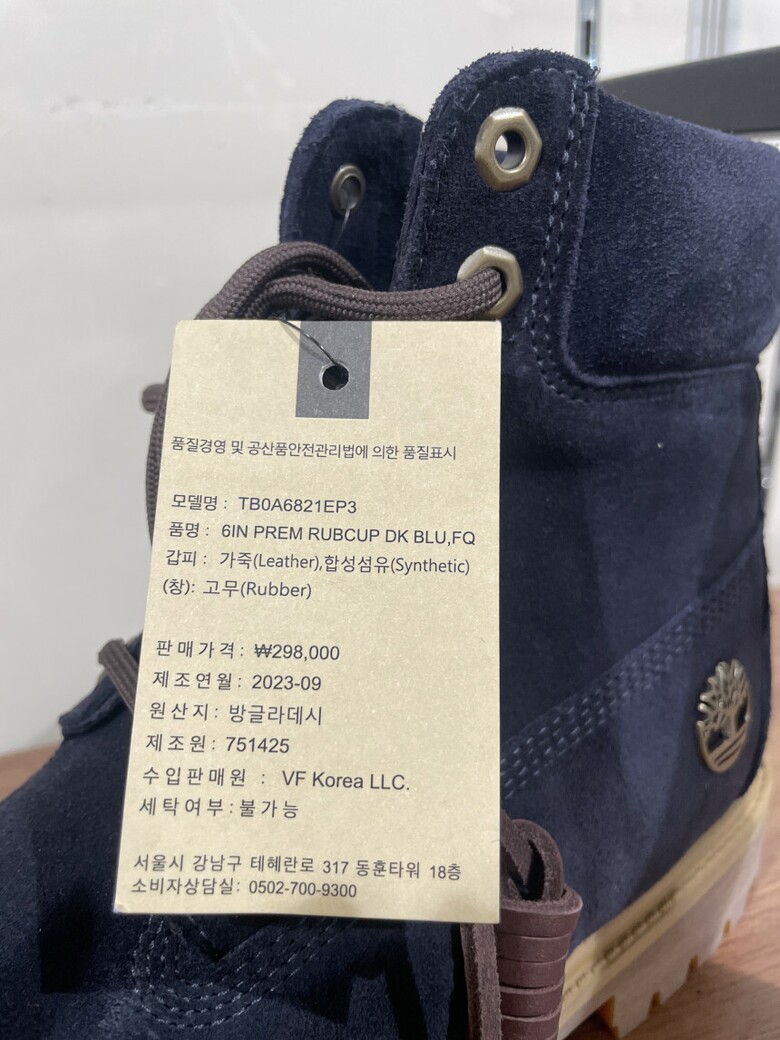 품질경영 및 공산품안전관리법에 의한 품질표시
모델명 : TB0A6821EP3
품명 : 6IN PREM RUBCUP DK BLU,FQ
갑피 : 가죽(Leather),합성섬유(Synthetic)
(창): 고무(Rubber)
판매가격: ₩298,000
제조연월: 2023-09
원산지: 방글라데시
제조원: 751425
수입판매원 : VF Korea LLC.
세탁여부:불가능
서울시 강남구 테혜란로 317 동훈타워 18층
소비자상담실: 0502-700-9300